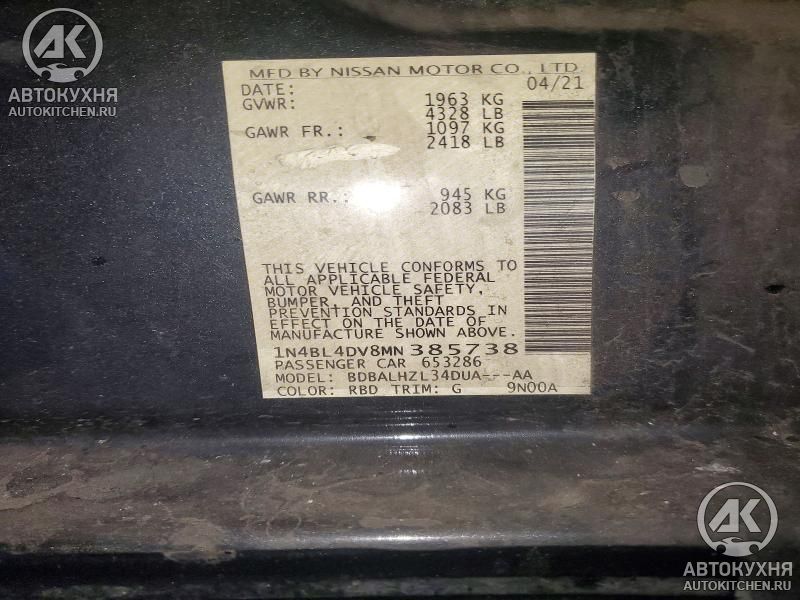 AK
АВТОКУХНЯ
AUTOKITCHEN.RU
MFD BY NISSAN MOTOR CO., LTD.
DATE: 04/21
GVWR: 1963 KG
4328 LB
GAWR FR.: 1097 KG
2418 LB
GAWR RR.: 945 KG
2083 LB
THIS VEHICLE CONFORMS TO
ALL APPLICABLE FEDERAL
MOTOR VEHICLE SAFETY,
BUMPER, AND THEFT
PREVENTION STANDARDS IN
EFFECT ON THE DATE OF
MANUFACTURE SHOWN ABOVE.
1N4BL4DV8MN385738
PASSENGER CAR 653286
MODEL: BDBALHZL34DUA---AA
COLOR: RBD TRIM: G 9N00A
AK
АВТОКУХНЯ
AUTOKITCHEN.RU